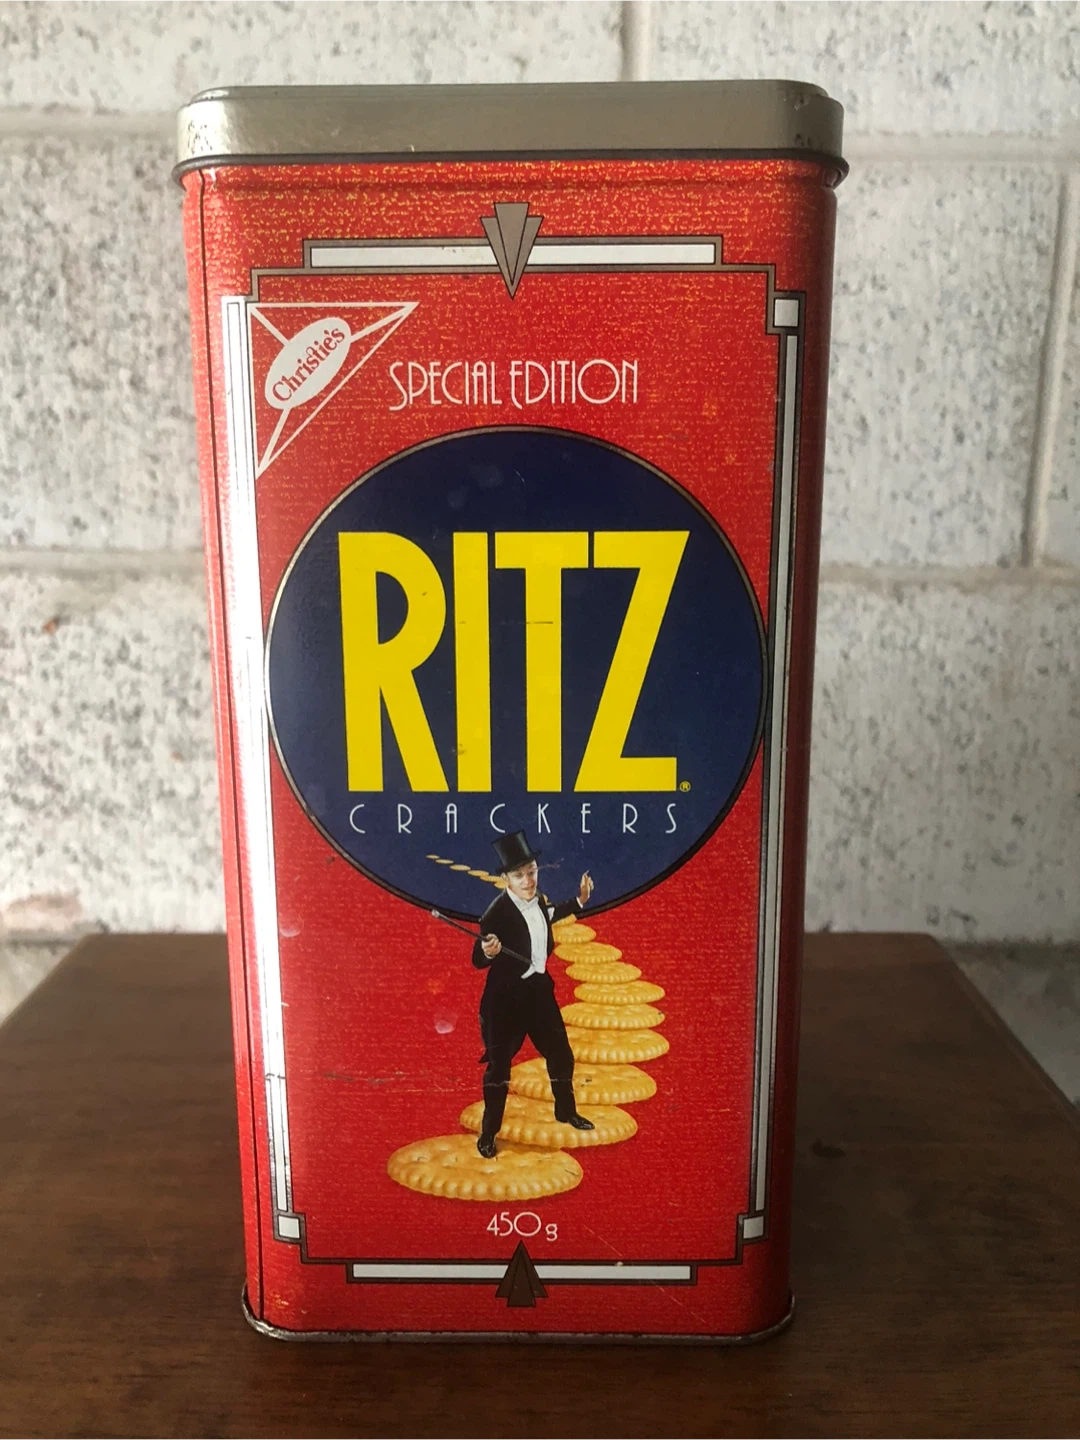 Christie's
SPECIAL EDITION
RITZ®
CRACKERS
450g